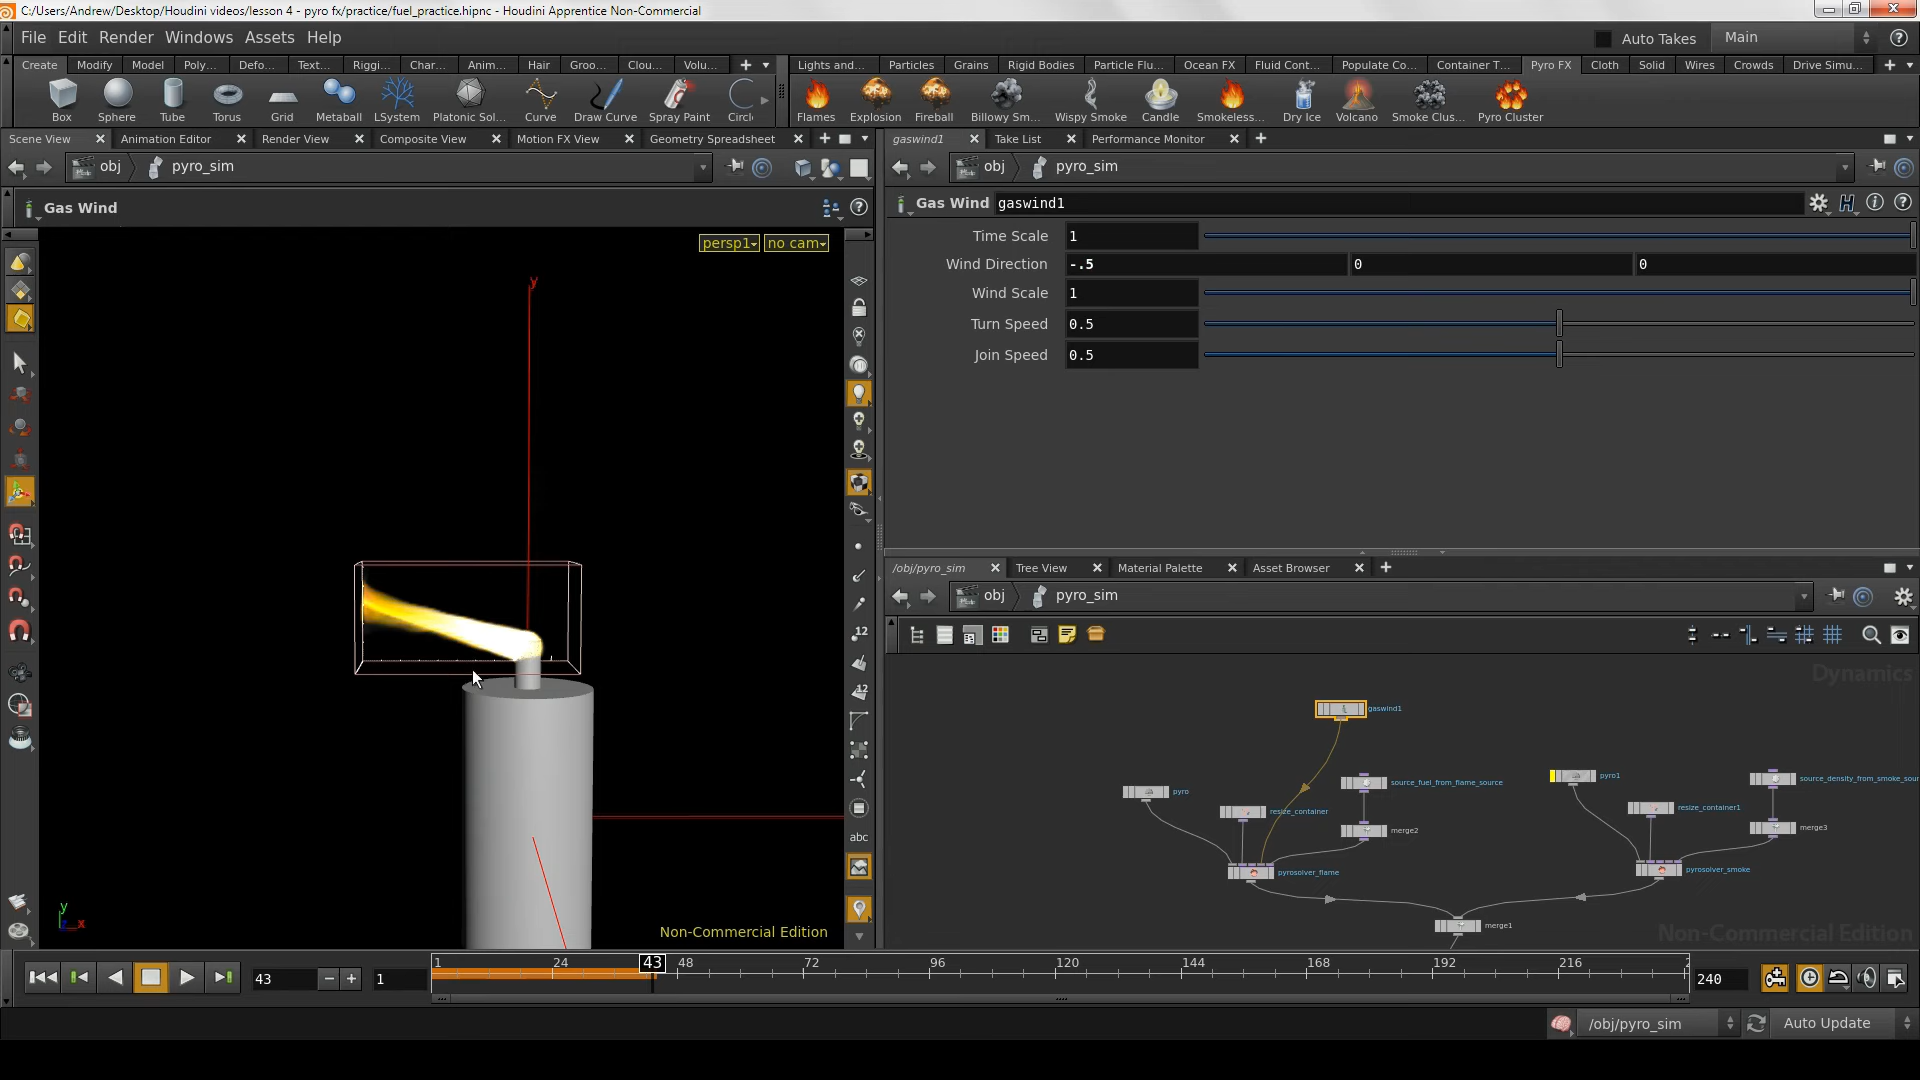 C:/Users/Andrew/Desktop/Houdini videos/lesson 4 - pyro fx/practice/fuel_practice.hipnc - Houdini Apprentice Non-Commercial
File Edit Render Windows Assets Help
Auto Takes Main
Create Modify Model Poly... Defo... Text... Riggi... Char... Anim... Hair Groo... Clou... Volu...
Lights and... Particles Grains Rigid Bodies Particle Flu... Ocean FX Fluid Cont... Populate Co... Container T... Pyro FX Cloth Solid Wires Crowds Drive Simu...
Box Sphere Tube Torus Grid Metaball LSystem Platonic Sol... Curve Draw Curve Spray Paint Circl
Flames Explosion Fireball Billowy Sm... Wispy Smoke Candle Smokeless... Dry Ice Volcano Smoke Clus... Pyro Cluster
Scene View Animation Editor Render View Composite View Motion FX View Geometry Spreadsheet
gaswind1 Take List Performance Monitor
obj pyro_sim
obj pyro_sim
Gas Wind
Gas Wind gaswind1
persp1 no cam
Time Scale 1
Wind Direction -.5 0 0
Wind Scale 1
Turn Speed 0.5
Join Speed 0.5
y
12
12
abc
/obj/pyro_sim Tree View Material Palette Asset Browser
obj pyro_sim
Dynamics
gaswind1
pyro
resize_container
source_fuel_from_flame_source
merge2
pyrosolver_flame
pyro1
resize_container1
source_density_from_smoke_sour
merge3
pyrosolver_smoke
merge1
Non-Commercial Edition
y
z x
Non-Commercial Edition
43 1
1 24 43 48 72 96 120 144 168 192 216 2
240
/obj/pyro_sim Auto Update